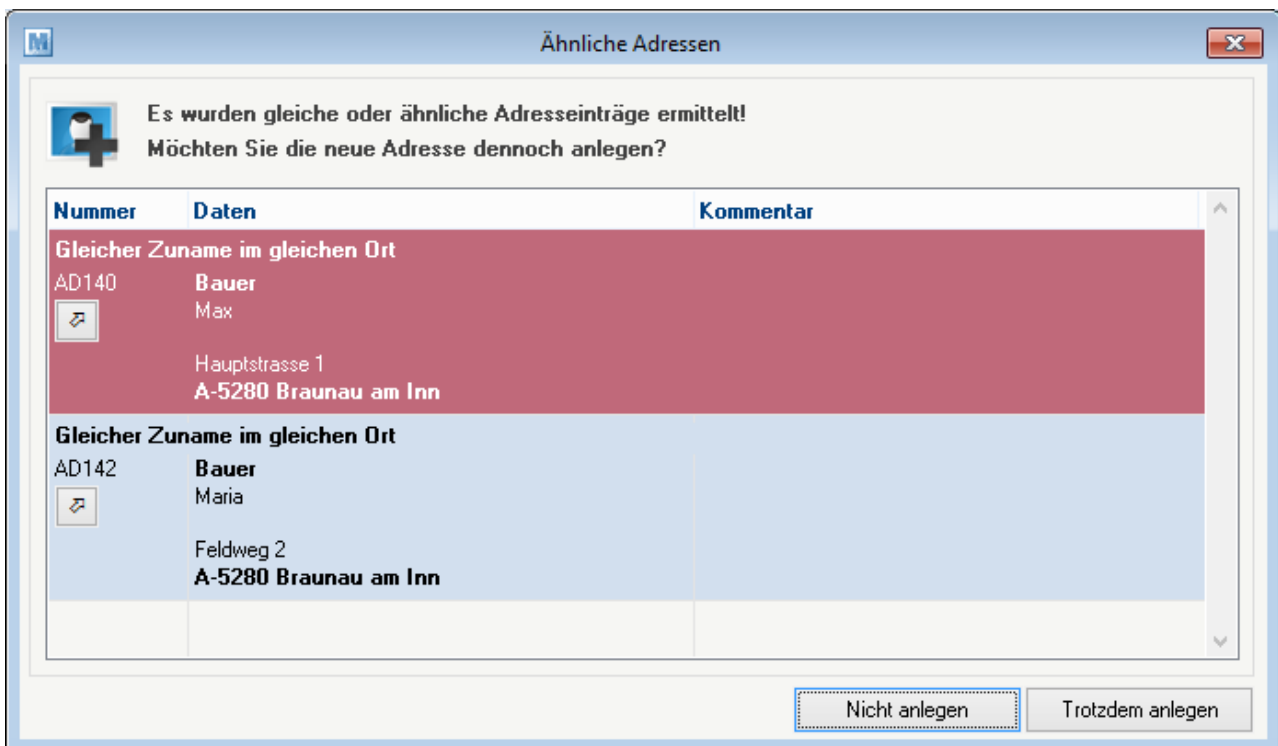 Ähnliche Adressen
Es wurden gleiche oder ähnliche Adresseinträge ermittelt!
Möchten Sie die neue Adresse dennoch anlegen?
Nummer Daten Kommentar
Gleicher Zuname im gleichen Ort
AD140 Bauer
Max
Hauptstrasse 1
A-5280 Braunau am Inn
Gleicher Zuname im gleichen Ort
AD142 Bauer
Maria
Feldweg 2
A-5280 Braunau am Inn
Nicht anlegen Trotzdem anlegen